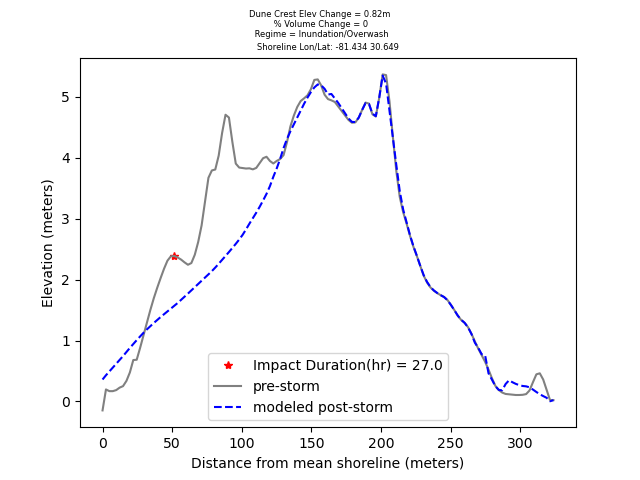 Dune Crest Elev Change = 0.82m
% Volume Change = 0
Regime = Inundation/Overwash
Shoreline Lon/Lat: -81.434 30.649
Elevation (meters)
5
4
3
2
1
0
Impact Duration(hr) = 27.0
pre-storm
modeled post-storm
0 50 100 150 200 250 300
Distance from mean shoreline (meters)